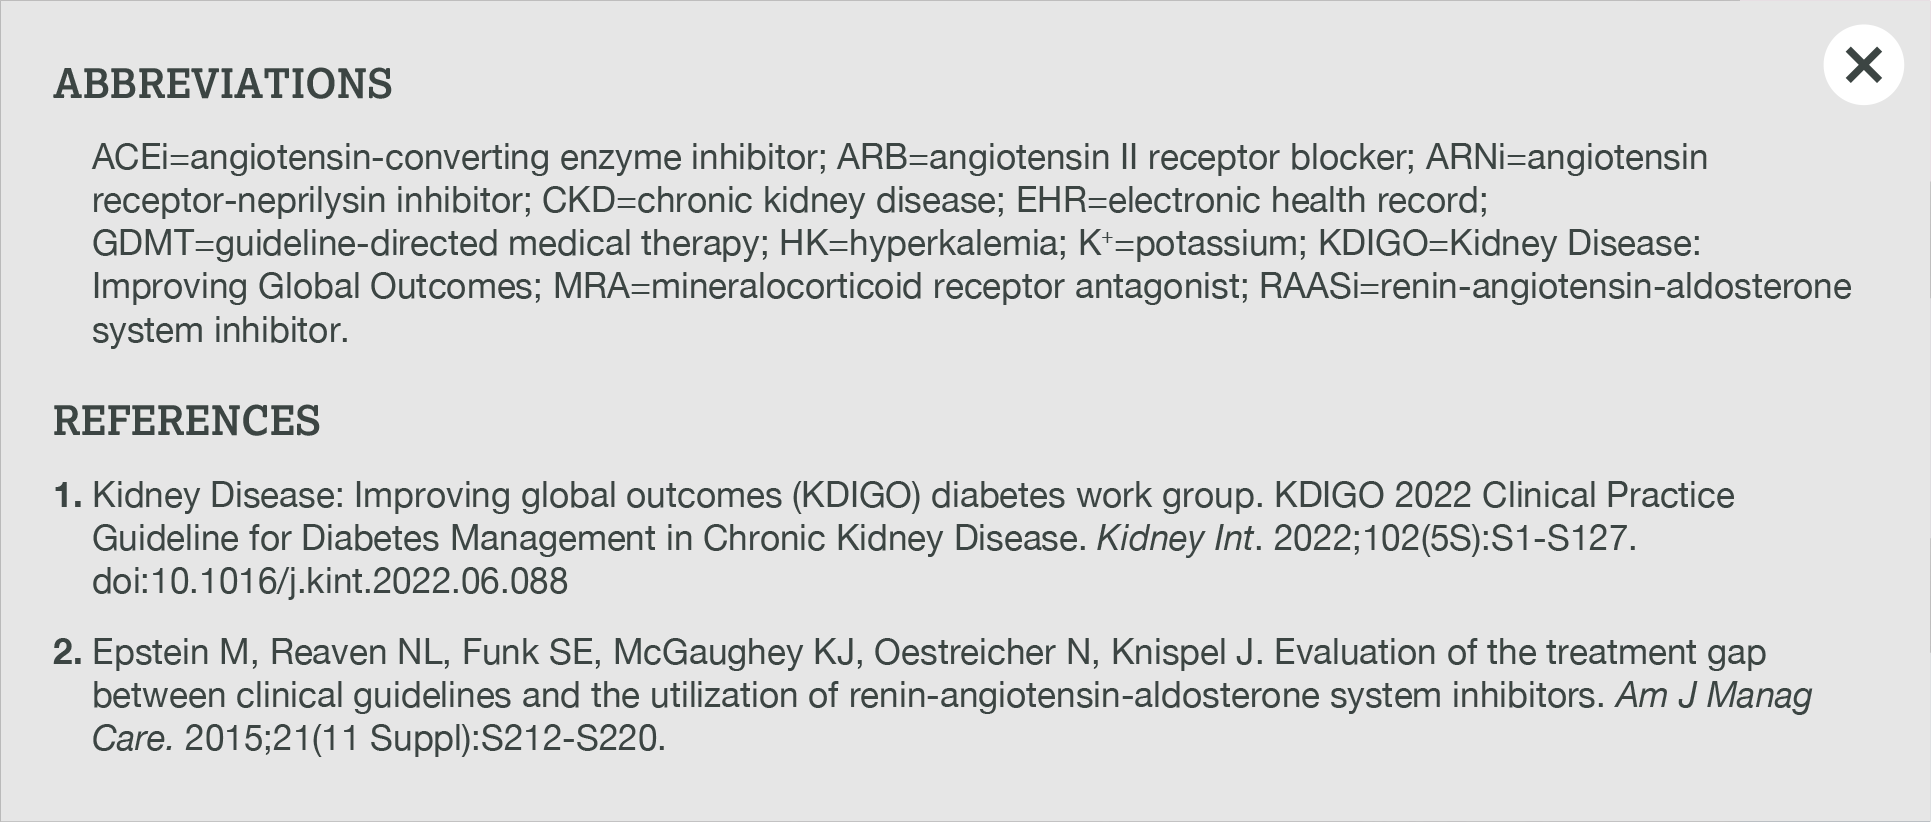 ABBREVIATIONS
ACEi=angiotensin-converting enzyme inhibitor; ARB=angiotensin II receptor blocker; ARNi=angiotensin
receptor-neprilysin inhibitor; CKD=chronic kidney disease; EHR=electronic health record;
GDMT=guideline-directed medical therapy; HK=hyperkalemia; K⁺=potassium; KDIGO=Kidney Disease:
Improving Global Outcomes; MRA=mineralocorticoid receptor antagonist; RAASi=renin-angiotensin-aldosterone
system inhibitor.
REFERENCES
1. Kidney Disease: Improving global outcomes (KDIGO) diabetes work group. KDIGO 2022 Clinical Practice
Guideline for Diabetes Management in Chronic Kidney Disease. Kidney Int. 2022;102(5S):S1-S127.
doi:10.1016/j.kint.2022.06.088
2. Epstein M, Reaven NL, Funk SE, McGaughey KJ, Oestreicher N, Knispel J. Evaluation of the treatment gap
between clinical guidelines and the utilization of renin-angiotensin-aldosterone system inhibitors. Am J Manag
Care. 2015;21(11 Suppl):S212-S220.